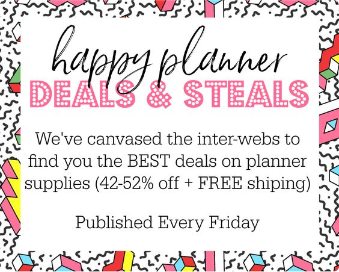 happy planner
DEALS & STEALS
We've canvased the inter-webs to
find you the BEST deals on planner
supplies (42-52% off + FREE shiping)
Published Every Friday